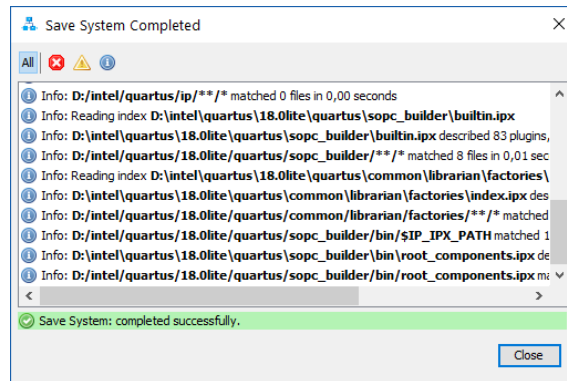 Save System Completed
All
Info: D:/intel/quartus/ip/**/* matched 0 files in 0,00 seconds
Info: Reading index D:\intel\quartus\18.0lite\quartus\sopc_builder\builtin.ipx
Info: D:\intel\quartus\18.0lite\quartus\sopc_builder\builtin.ipx described 83 plugins,
Info: D:/intel/quartus/18.0lite/quartus/sopc_builder/**/* matched 8 files in 0,01 sec
Info: Reading index D:\intel\quartus\18.0lite\quartus\common\librarian\factories\
Info: D:\intel\quartus\18.0lite\quartus\common\librarian\factories\index.ipx des
Info: D:/intel/quartus/18.0lite/quartus/common/librarian/factories/**/* matched
Info: D:/intel/quartus/18.0lite/quartus/sopc_builder/bin/$IP_IPX_PATH matched 1
Info: D:\intel\quartus\18.0lite\quartus\sopc_builder\bin\root_components.ipx de
Info: D:/intel/quartus/18.0lite/quartus/sopc_builder/bin/root_components.ipx ma
Save System: completed successfully.
Close